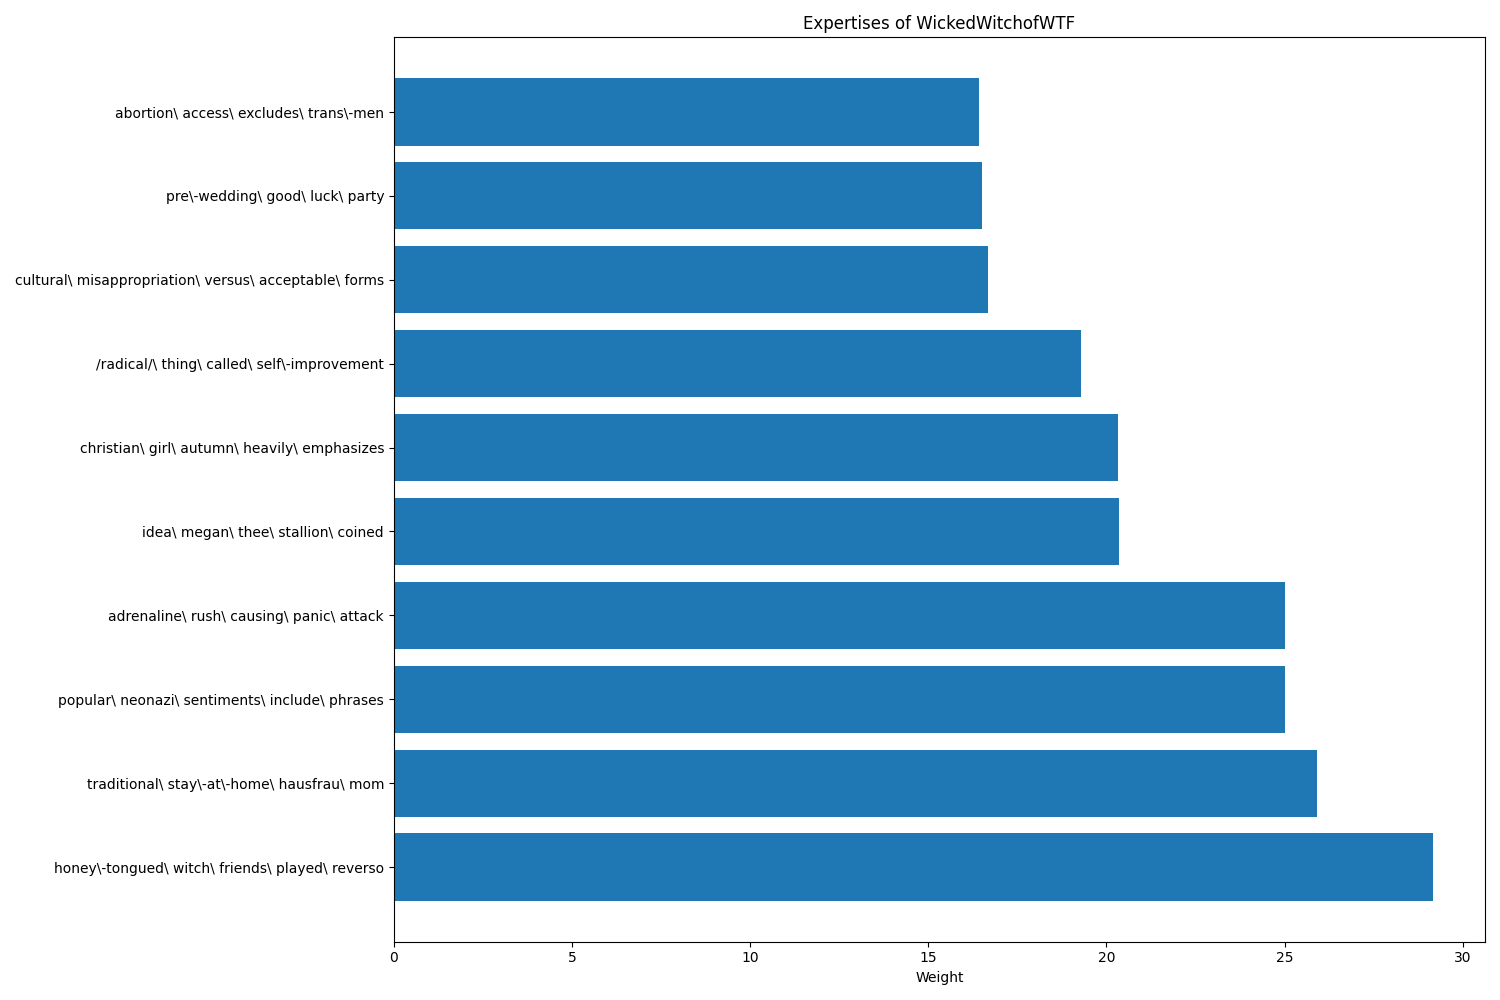 Expertises of WickedWitchofWTF
abortion\ access\ excludes\ trans\-men
pre\-wedding\ good\ luck\ party
cultural\ misappropriation\ versus\ acceptable\ forms
/radical/\ thing\ called\ self\-improvement
christian\ girl\ autumn\ heavily\ emphasizes
idea\ megan\ thee\ stallion\ coined
adrenaline\ rush\ causing\ panic\ attack
popular\ neonazi\ sentiments\ include\ phrases
traditional\ stay\-at\-home\ hausfrau\ mom
honey\-tongued\ witch\ friends\ played\ reverso
0 5 10 15 20 25 30
Weight